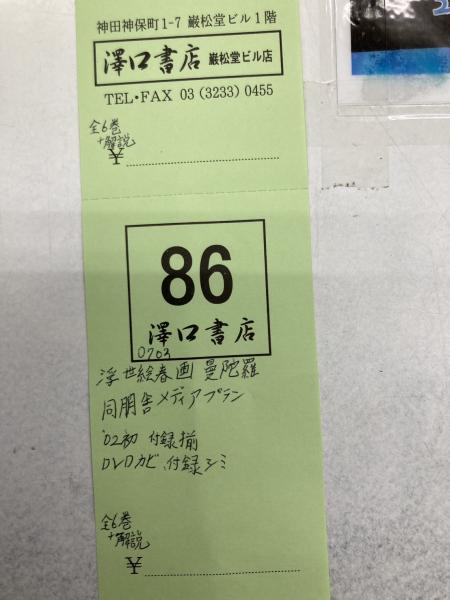 神田神保町1-7 巌松堂ビル1階
澤口書店 巌松堂ビル店
TEL・FAX 03 (3233) 0455
全6巻
+解説
¥
86
澤口書店
0703
浮世絵春画曼陀羅
同朋舎メディアプラン
'02初 付録揃
DVDカビ、付録シミ
全6巻
+解説
¥